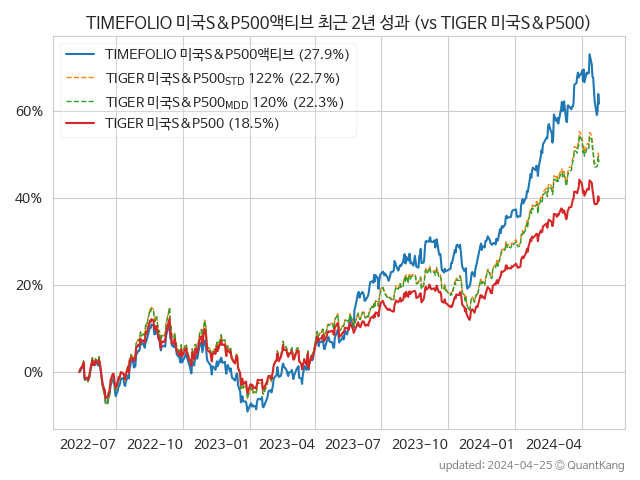 TIMEFOLIO 미국S&P500액티브 최근 2년 성과 (vs TIGER 미국S&P500)
TIMEFOLIO 미국S&P500액티브 (27.9%)
TIGER 미국S&P500STD 122% (22.7%)
TIGER 미국S&P500MDD 120% (22.3%)
TIGER 미국S&P500 (18.5%)
60%
40%
20%
0%
2022-07 2022-10 2023-01 2023-04 2023-07 2023-10 2024-01 2024-04
updated: 2024-04-25 © QuantKang